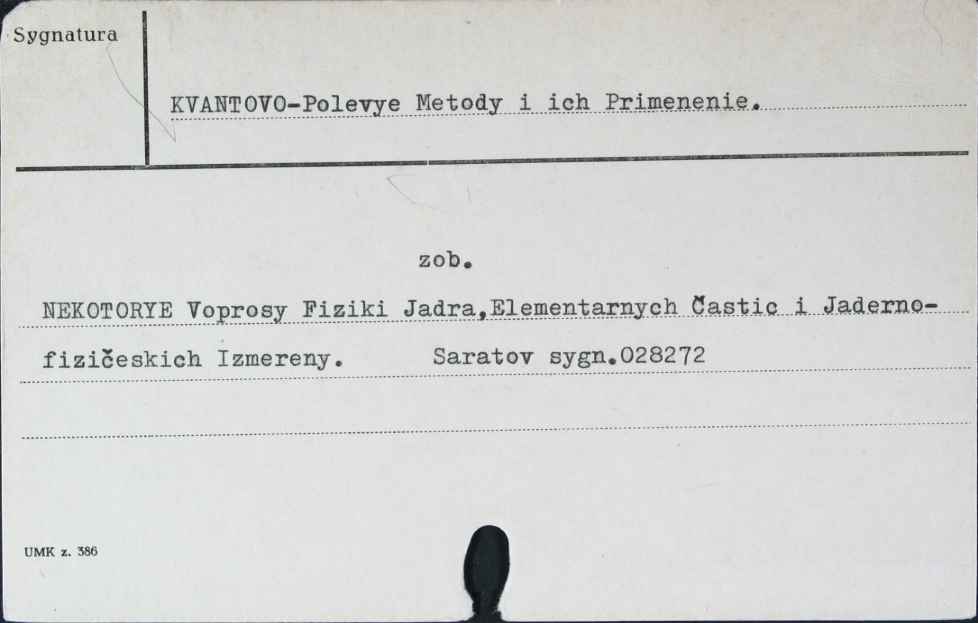 Sygnatura
KVANTOVO-Polevye Metody i ich Primenenie.
zob.
NEKOTORYE Voprosy Fiziki Jadra,Elementarnych Častic i Jaderno-
fizičeskich Izmereny. Saratov sygn.028272
UMK z. 386